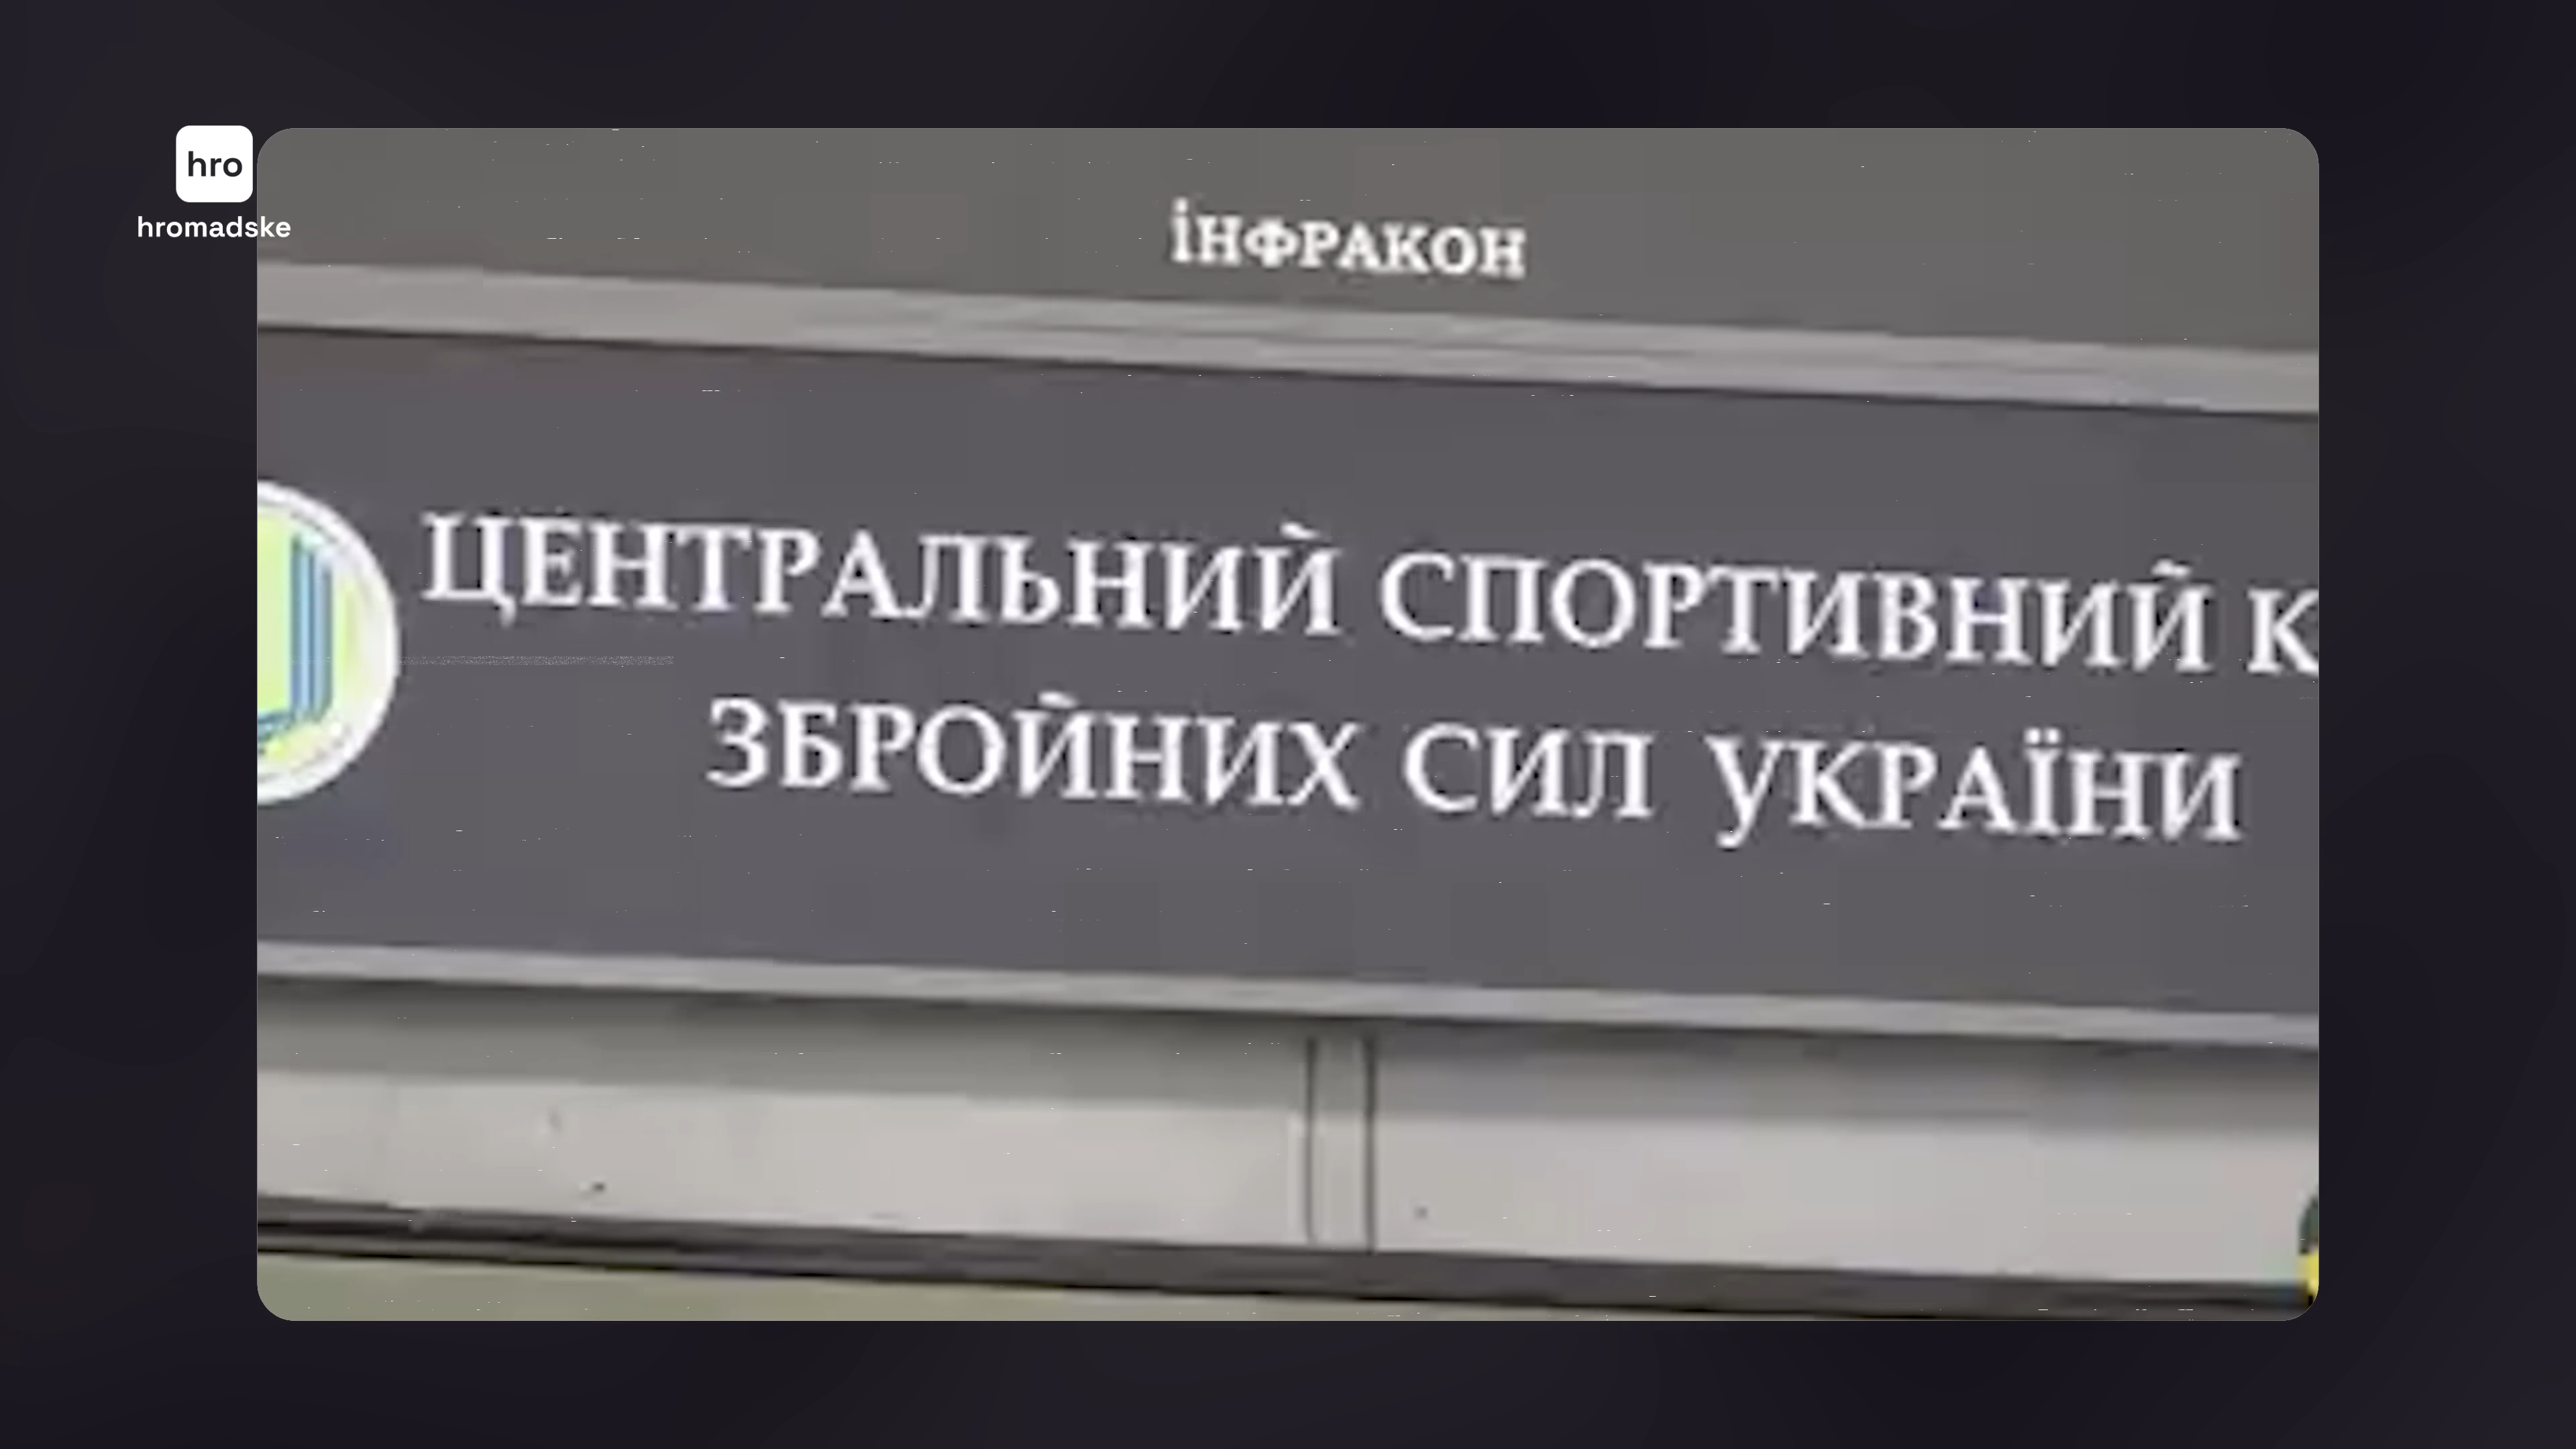 hro
hromadske
ІНФРАКОН
ЦЕНТРАЛЬНИЙ СПОРТИВНИЙ К
ЗБРОЙНИХ СИЛ УКРАЇНИ